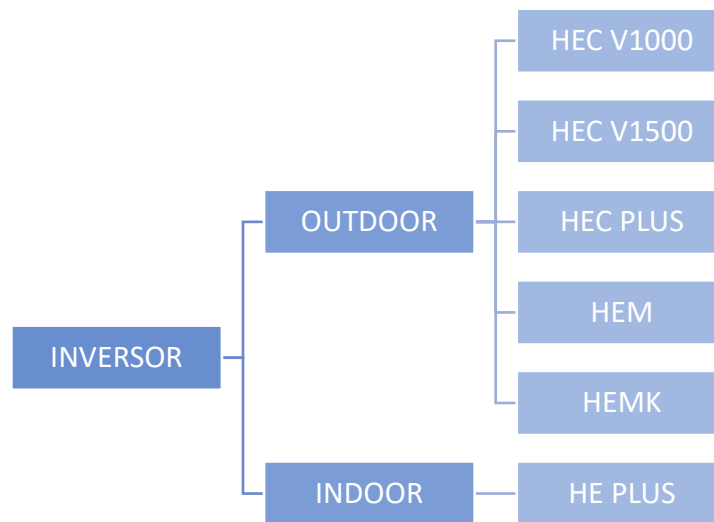 INVERSOR
OUTDOOR
HEC V1000
HEC V1500
HEC PLUS
HEM
HEMK
INDOOR
HE PLUS